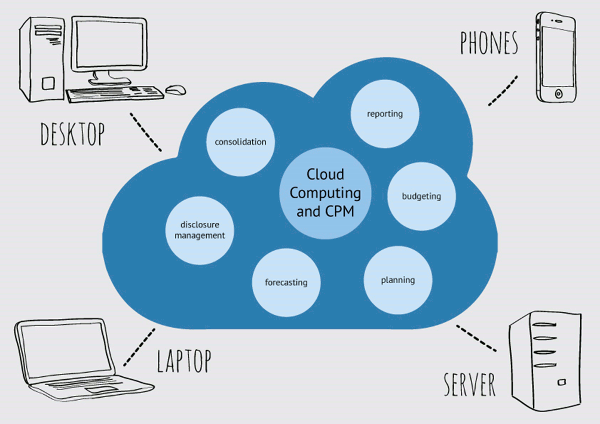 PHONES
DESKTOP
reporting
consolidation
Cloud
Computing
and CPM
budgeting
disclosure
management
forecasting
planning
LAPTOP
SERVER